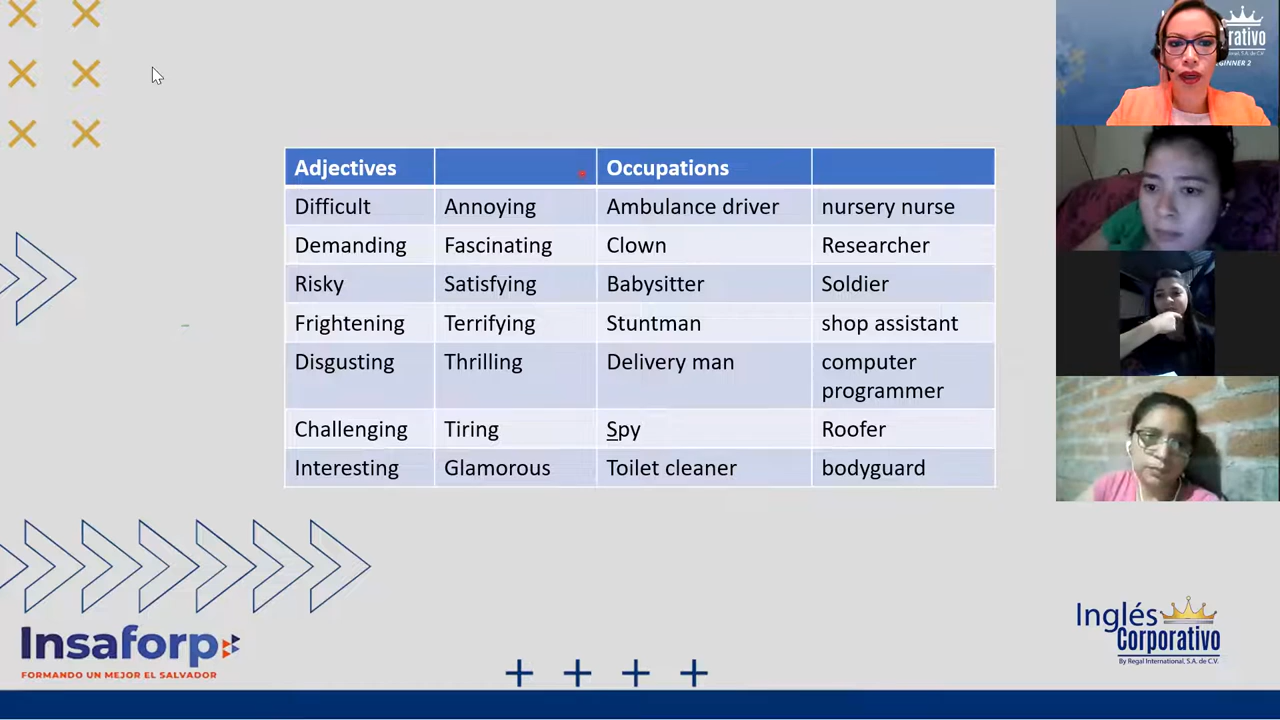 Adjectives Occupations
Difficult Annoying Ambulance driver nursery nurse
Demanding Fascinating Clown Researcher
Risky Satisfying Babysitter Soldier
Frightening Terrifying Stuntman shop assistant
Disgusting Thrilling Delivery man computer
programmer
Challenging Tiring Spy Roofer
Interesting Glamorous Toilet cleaner bodyguard
rativo
GINNER 2
Insaforp
FORMANDO UN MEJOR EL SALVADOR
Inglés
Corporativo
By Regal International, S.A. de C.V.